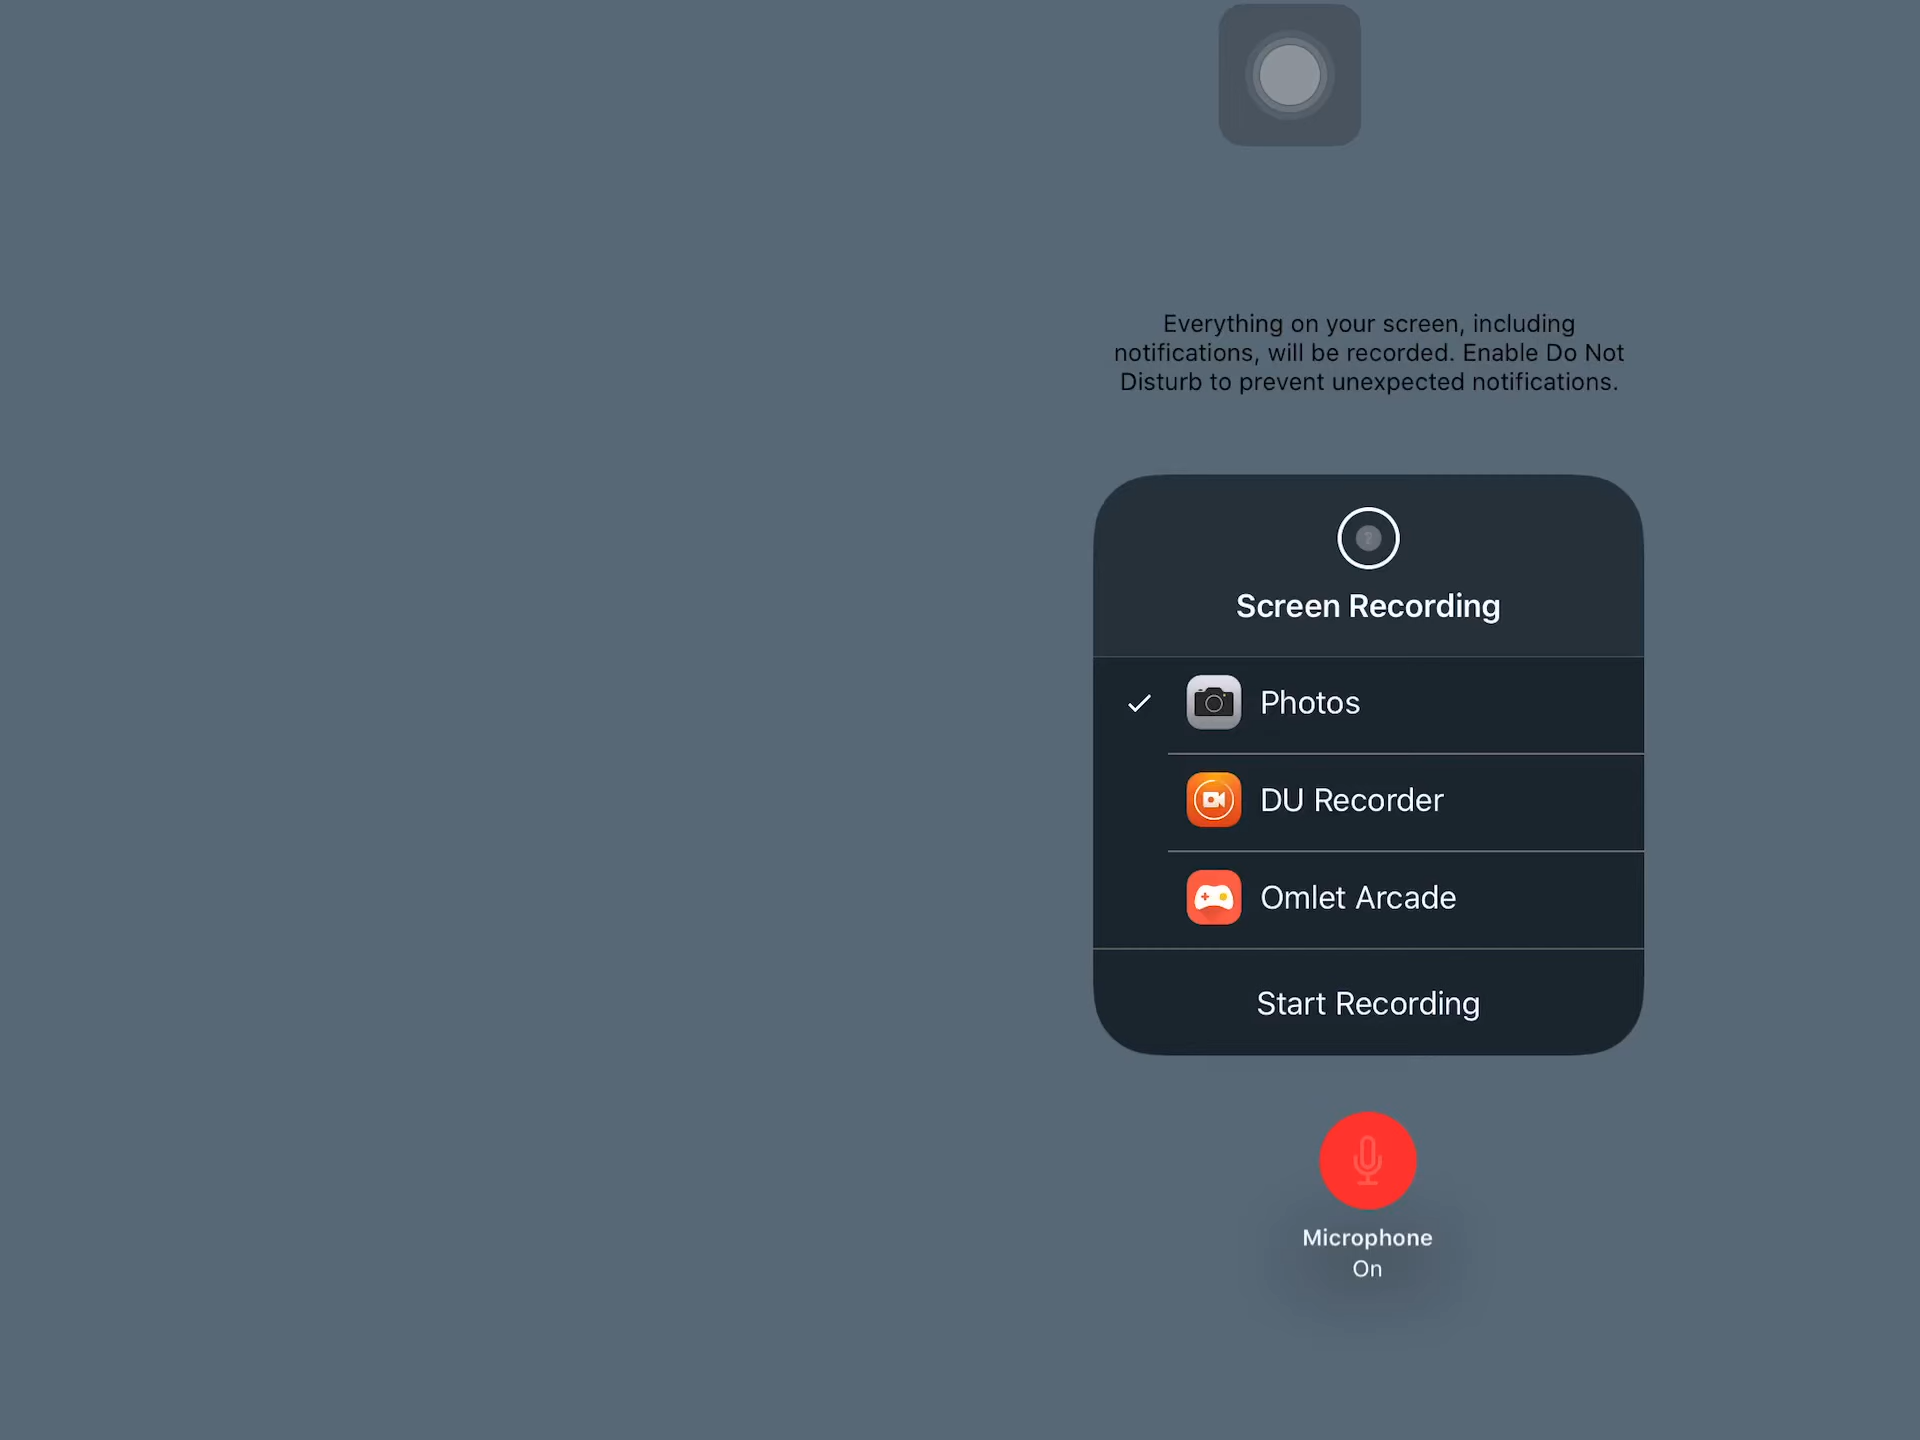 Everything on your screen, including
notifications, will be recorded. Enable Do Not
Disturb to prevent unexpected notifications.
Screen Recording
Photos
DU Recorder
Omlet Arcade
Start Recording
Microphone
On